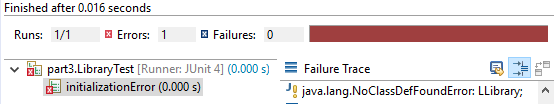 Finished after 0.016 seconds
Runs: 1/1 Errors: 1 Failures: 0
part3.LibraryTest [Runner: JUnit 4] (0.000 s)
initializationError (0.000 s)
Failure Trace
java.lang.NoClassDefFoundError: LLibrary;